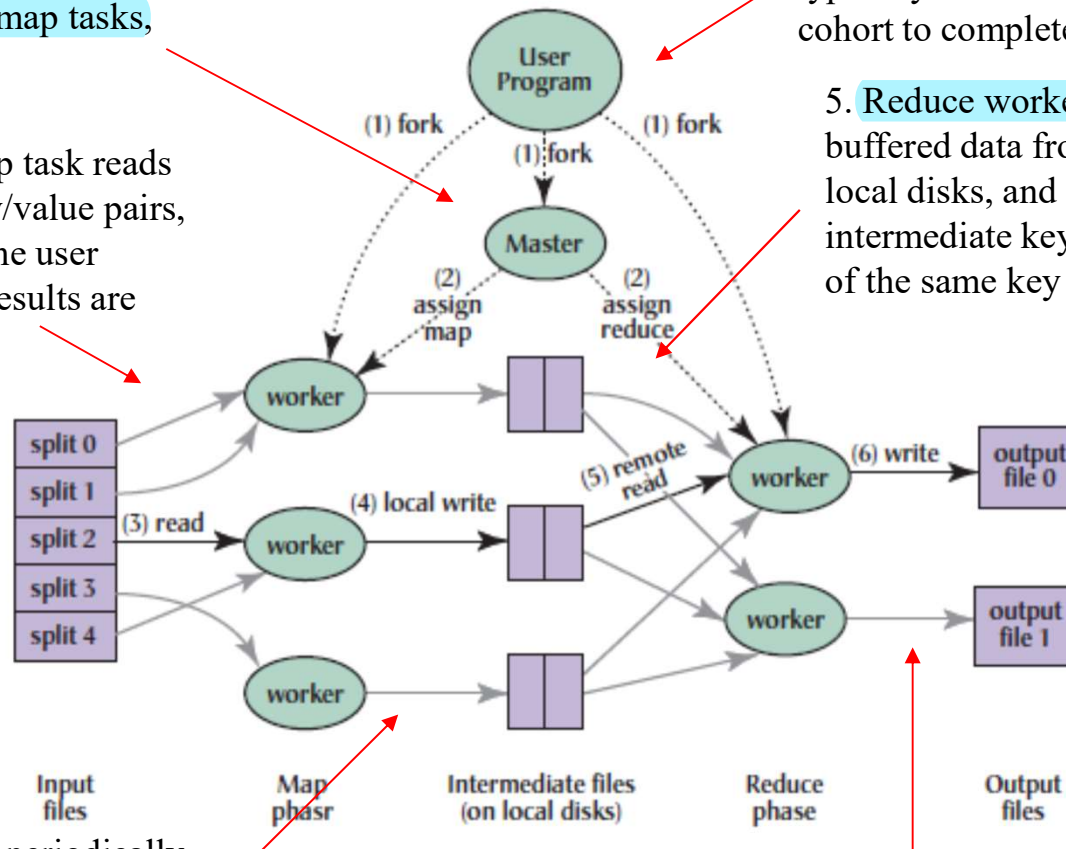 map tasks,
cohort to complete
5. Reduce worke
buffered data fro
local disks, and
intermediate key
of the same key
p task reads
/value pairs,
ne user
esults are
User
Program
(1) fork
(1) fork
(1) fork
Master
(2)
assign
map
(2)
assign
reduce
worker
split 0
split 1
split 2
split 3
split 4
(3) read
worker
(4) local write
worker
(5) remote
read
worker
(6) write
output
file 0
worker
output
file 1
Input
files
Map
phasr
Intermediate files
(on local disks)
Reduce
phase
Output
files
periodically